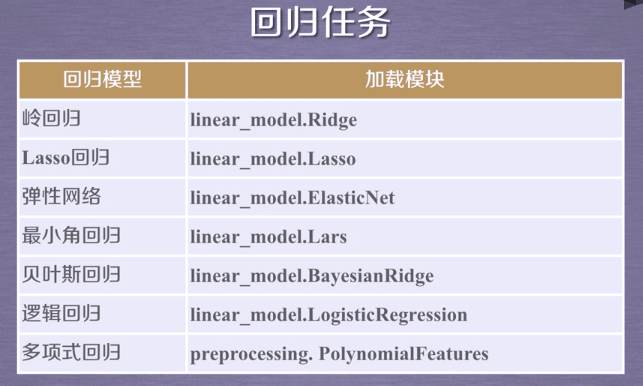 回归任务
回归模型 加载模块
岭回归 linear_model.Ridge
Lasso回归 linear_model.Lasso
弹性网络 linear_model.ElasticNet
最小角回归 linear_model.Lars
贝叶斯回归 linear_model.BayesianRidge
逻辑回归 linear_model.LogisticRegression
多项式回归 preprocessing. PolynomialFeatures